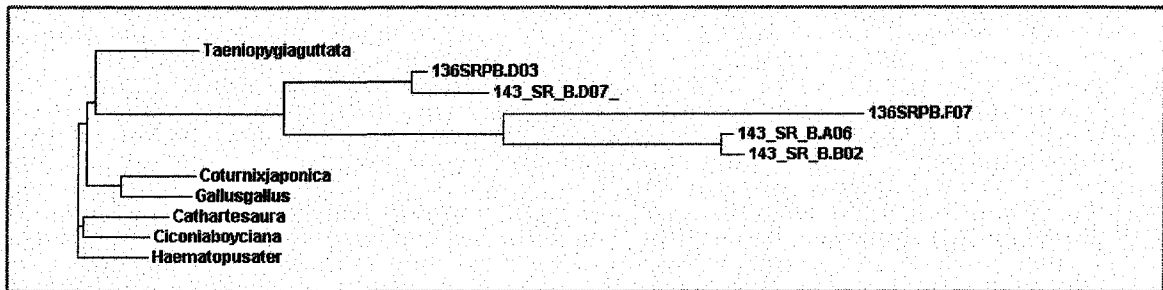 Taeniopygiaguttata
136SRPB.D03
143_SR_B.D07_
136SRPB.F07
143_SR_B.A06
143_SR_B.B02
Coturnixjaponica
Gallusgallus
Cathartesaura
Ciconiaboyciana
Haematopusater